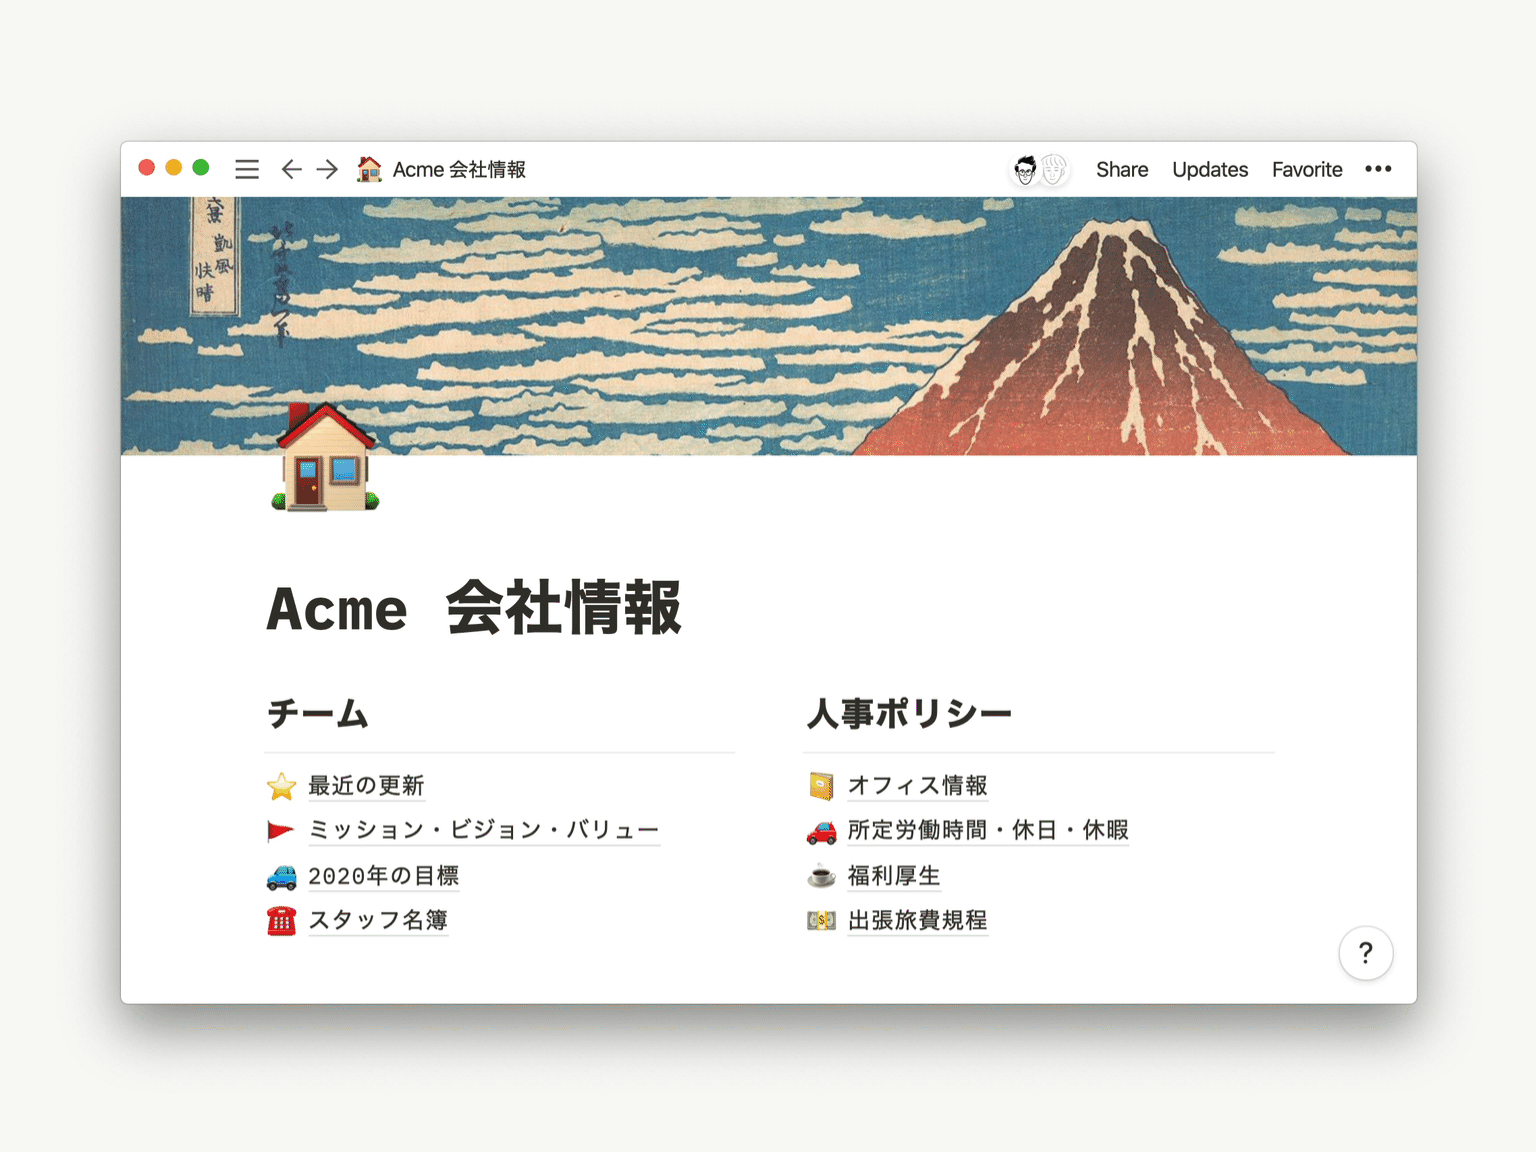 Acme 会社情報
Share
Updates
Favorite
凱風
快晴
Acme 会社情報
チーム
最近の更新
ミッション・ビジョン・バリュー
2020年の目標
スタッフ名簿
人事ポリシー
オフィス情報
所定労働時間・休日・休暇
福利厚生
出張旅費規程
?